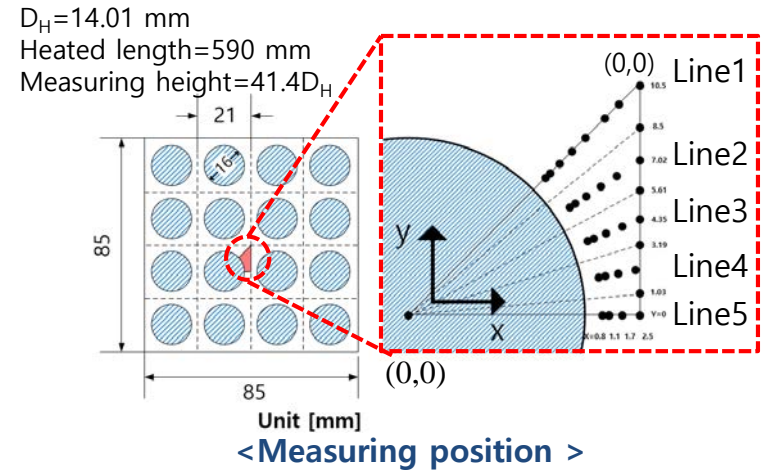 D_H=14.01 mm
Heated length=590 mm
Measuring height=41.4D_H
21
16
85
85
Unit [mm]
(0,0) Line1
10.5
8.5
Line2
7.02
5.61
Line3
4.35
3.19
Line4
1.03
Y=0 Line5
X=0.8 1.1 1.7 2.5
y
x
(0,0)
<Measuring position >